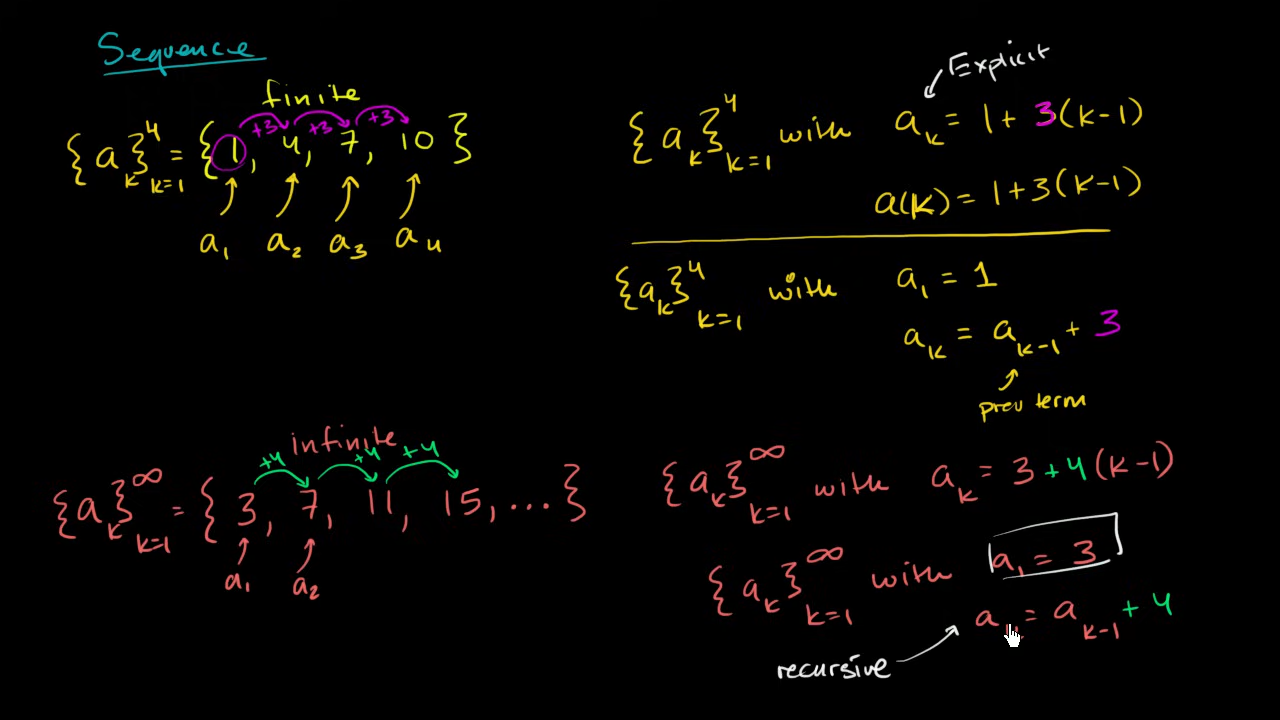 Sequence
finite
+3 +3 +3
{a_k}^4_{k=1} = {1, 4, 7, 10}
a_1 a_2 a_3 a_4
Explicit
{a_k}^4_{k=1} with a_k = 1 + 3(k-1)
a(k) = 1+3(k-1)
{a_k}^4_{k=1} with a_1 = 1
a_k = a_{k-1} + 3
prev term
infinite
+4 +4 +4
{a_k}^∞_{k=1} = {3, 7, 11, 15, ...}
a_1 a_2
{a_k}^∞_{k=1} with a_k = 3 +4(k-1)
{a_k}^∞_{k=1} with a_1 = 3
a = a_{k-1} + 4
recursive